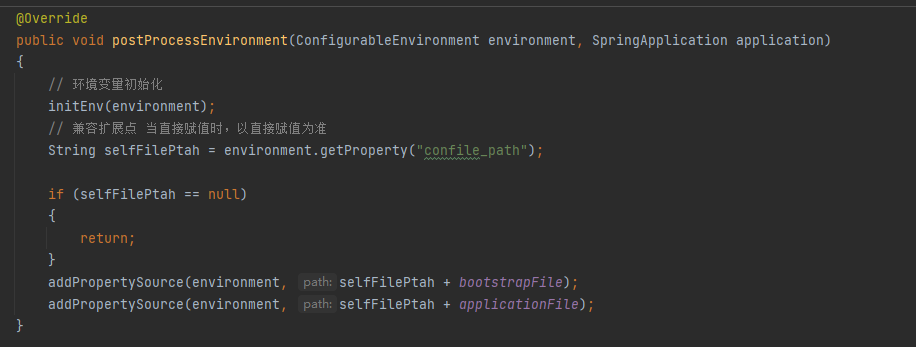 @Override
public void postProcessEnvironment(ConfigurableEnvironment environment, SpringApplication application)
{
// 环境变量初始化
initEnv(environment);
// 兼容扩展点 当直接赋值时，以直接赋值为准
String selfFilePtah = environment.getProperty("confile_path");
if (selfFilePtah == null)
{
return;
}
addPropertySource(environment, path: selfFilePtah + bootstrapFile);
addPropertySource(environment, path: selfFilePtah + applicationFile);
}